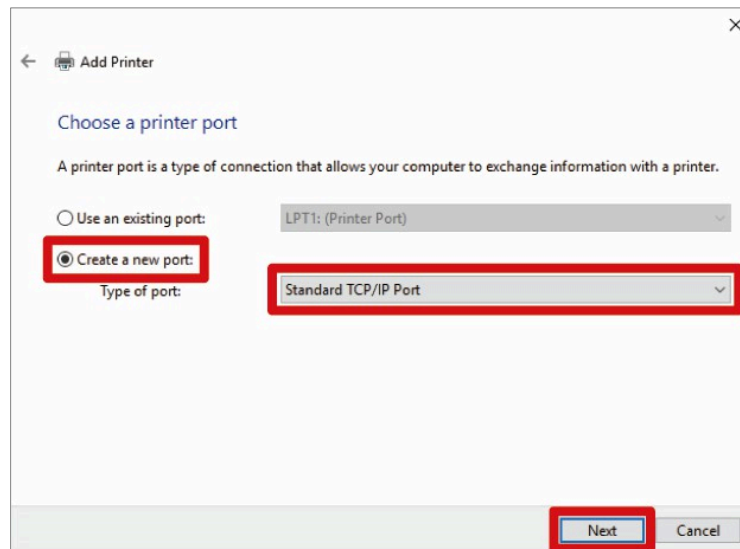 Add Printer
Choose a printer port
A printer port is a type of connection that allows your computer to exchange information with a printer.
Use an existing port: LPT1: (Printer Port)
Create a new port:
Type of port: Standard TCP/IP Port
Next Cancel